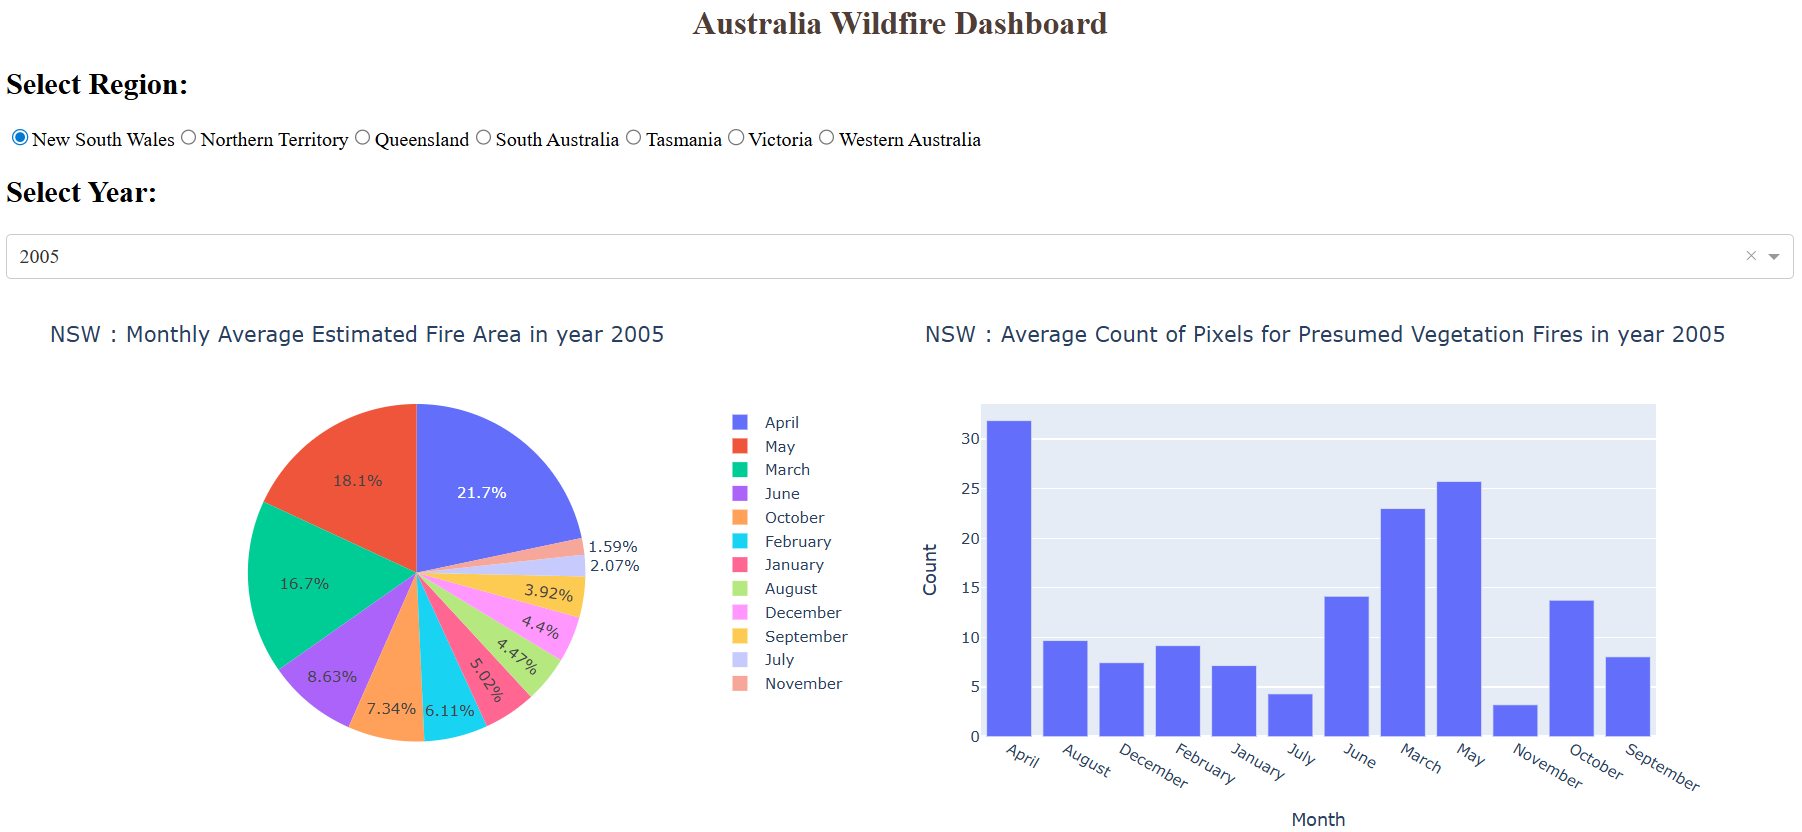 Australia Wildfire Dashboard
Select Region:
New South Wales Northern Territory Queensland South Australia Tasmania Victoria Western Australia
Select Year:
2005
NSW : Monthly Average Estimated Fire Area in year 2005
21.7%
18.1%
16.7%
8.63%
7.34%
6.11%
5.02%
4.47%
4.4%
3.92%
2.07%
1.59%
April
May
March
June
October
February
January
August
December
September
July
November
NSW : Average Count of Pixels for Presumed Vegetation Fires in year 2005
Count
30
25
20
15
10
5
0
April August December February January July June March May November October September
Month